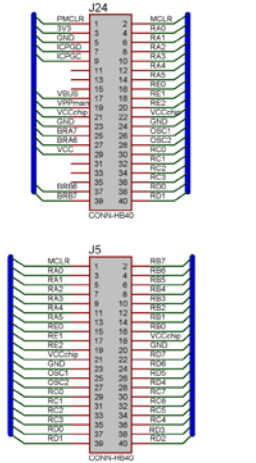 J24
PMCLR 1 2 MCLR
3V3 3 4 RA0
GND 5 6 RA1
ICPGD 7 8 RA2
ICPGC 9 10 RA3
11 12 RA4
13 14 RA5
15 16 RE0
VBUS 17 18 RE1
VPPman 19 20 RE2
VCCchip 21 22 VCCchip
GND 23 24 GND
BRA7 25 26 OSC1
BRA6 27 28 OSC2
VCC 29 30 RC0
31 32 RC1
33 34 RC2
35 36 RC3
BRB6 37 38 RD0
BRB7 39 40 RD1
CONN-HB40
J5
MCLR 1 2 RB7
RA0 3 4 RB6
RA1 5 6 RB5
RA2 7 8 RB4
RA3 9 10 RB3
RA4 11 12 RB2
RA5 13 14 RB1
RE0 15 16 RB0
RE1 17 18 VCCchip
RE2 19 20 GND
VCCchip 21 22 RD7
GND 23 24 RD6
OSC1 25 26 RD5
OSC2 27 28 RD4
RC0 29 30 RC7
RC1 31 32 RC6
RC2 33 34 RC5
RC3 35 36 RC4
RD0 37 38 RD3
RD1 39 40 RD2
CONN-HB40